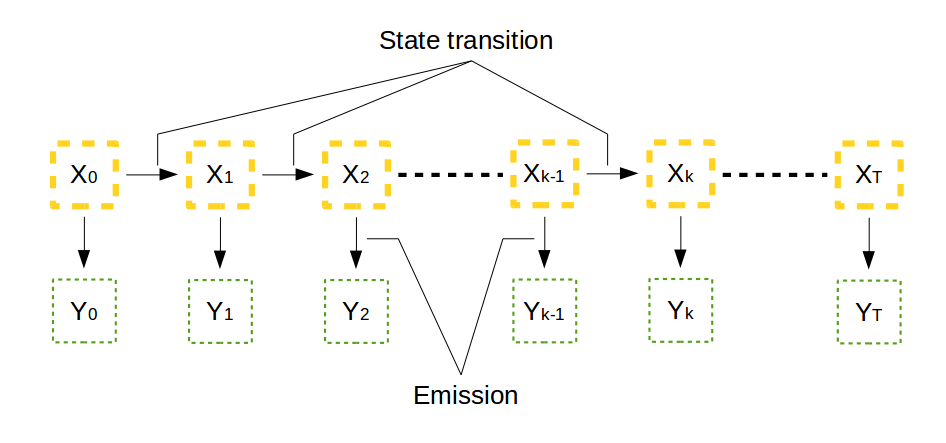 State transition
X0 X1 X2 Xk-1 Xk XT
Y0 Y1 Y2 Yk-1 Yk YT
Emission